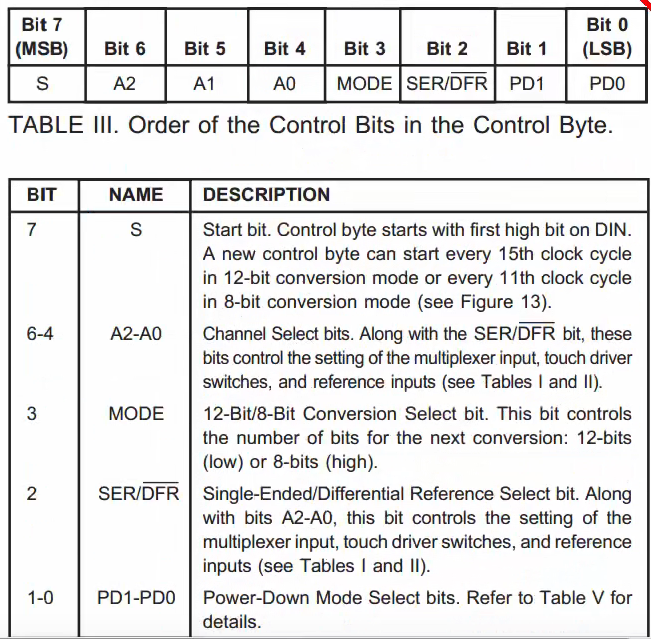 Bit 7 (MSB) Bit 6 Bit 5 Bit 4 Bit 3 Bit 2 Bit 1 Bit 0 (LSB)
S A2 A1 A0 MODE SER/D̅F̅R̅ PD1 PD0
TABLE III. Order of the Control Bits in the Control Byte.
BIT NAME DESCRIPTION
7 S Start bit. Control byte starts with first high bit on DIN.
A new control byte can start every 15th clock cycle
in 12-bit conversion mode or every 11th clock cycle
in 8-bit conversion mode (see Figure 13).
6-4 A2-A0 Channel Select bits. Along with the SER/D̅F̅R̅ bit, these
bits control the setting of the multiplexer input, touch driver
switches, and reference inputs (see Tables I and II).
3 MODE 12-Bit/8-Bit Conversion Select bit. This bit controls
the number of bits for the next conversion: 12-bits
(low) or 8-bits (high).
2 SER/D̅F̅R̅ Single-Ended/Differential Reference Select bit. Along
with bits A2-A0, this bit controls the setting of the
multiplexer input, touch driver switches, and reference
inputs (see Tables I and II).
1-0 PD1-PD0 Power-Down Mode Select bits. Refer to Table V for
details.